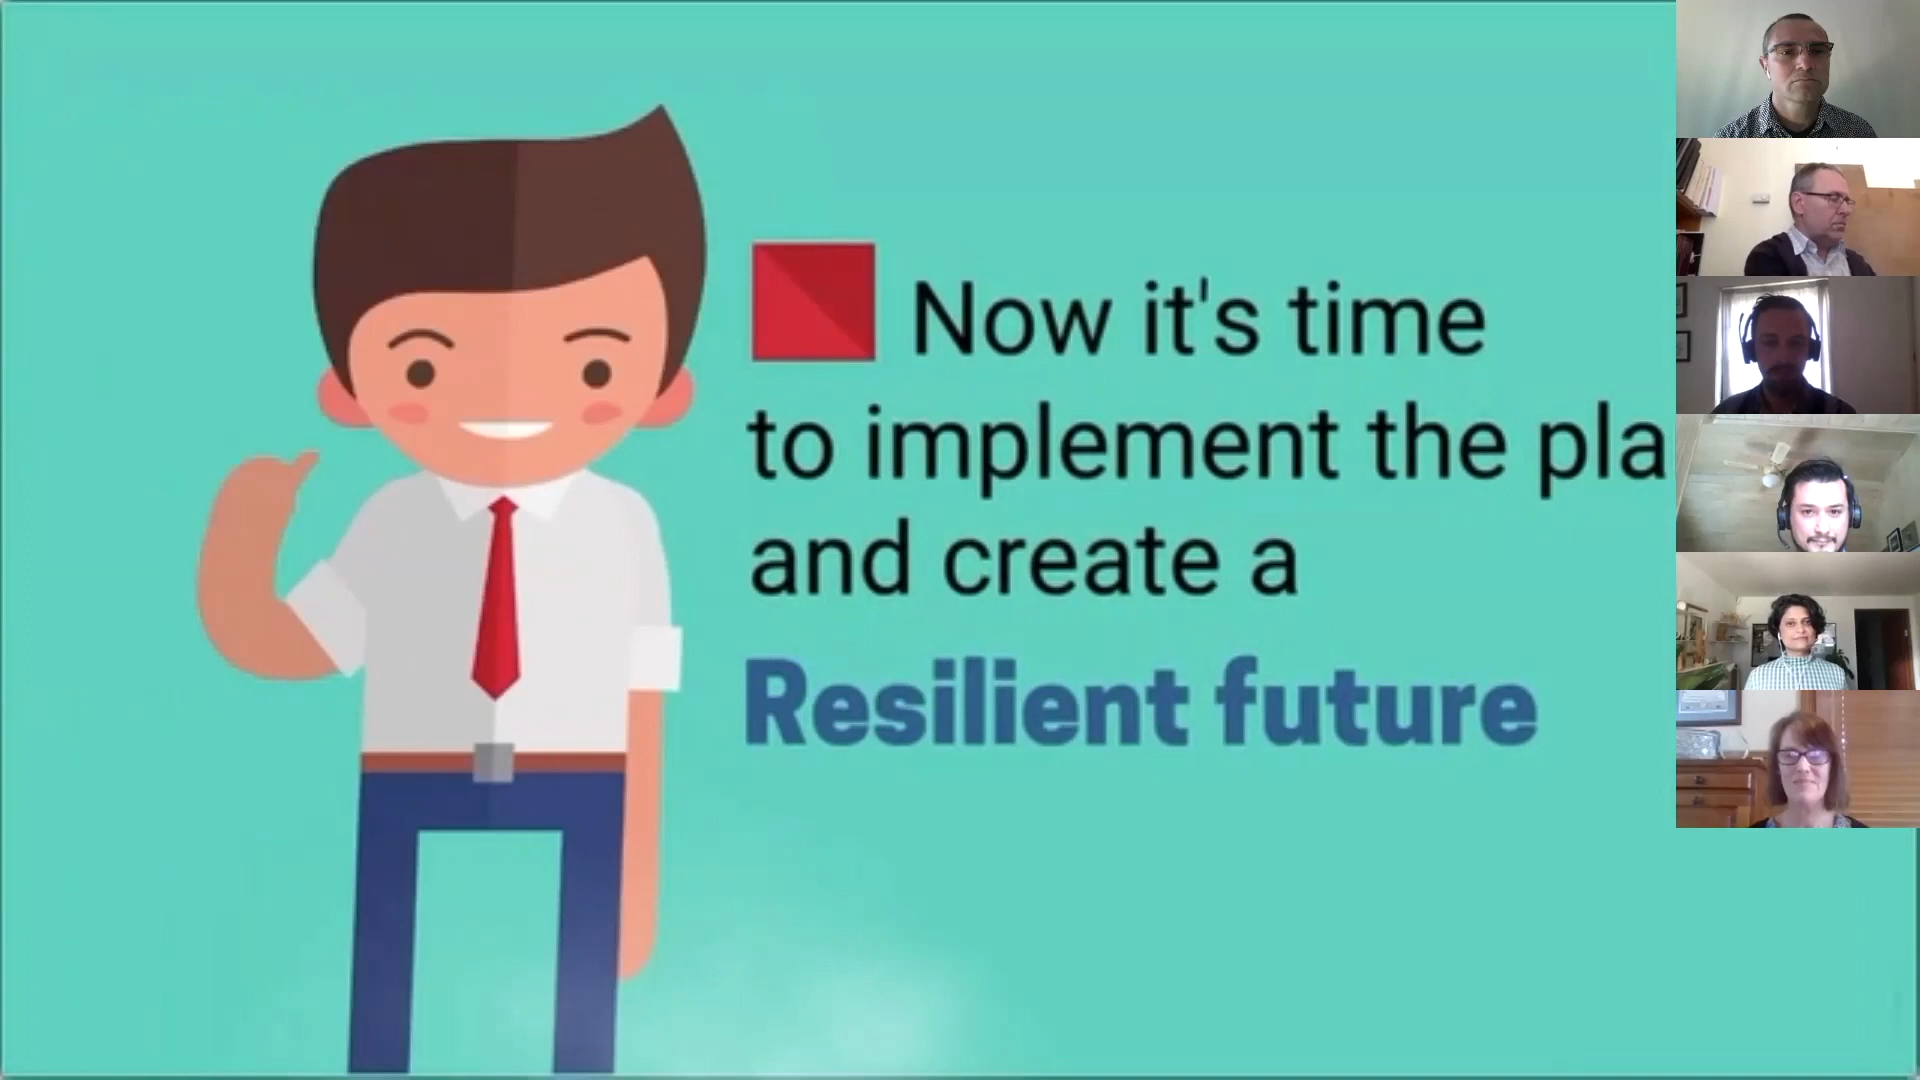 Now it's time
to implement the pla
and create a
Resilient future